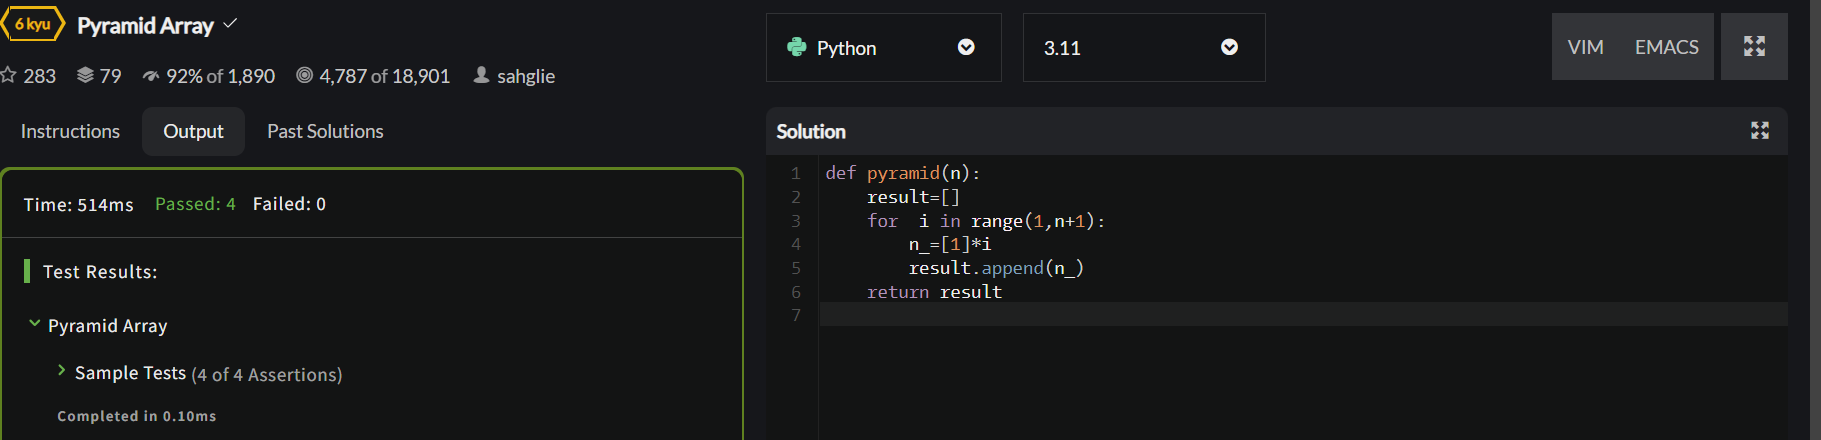 6 kyu Pyramid Array
283 79 92% of 1,890 4,787 of 18,901 sahglie
Instructions Output Past Solutions
Time: 514ms Passed: 4 Failed: 0
Test Results:
Pyramid Array
Sample Tests (4 of 4 Assertions)
Completed in 0.10ms
Python 3.11 VIM EMACS
Solution
1 def pyramid(n):
2     result=[]
3     for  i in range(1,n+1):
4         n_=[1]*i
5         result.append(n_)
6     return result
7